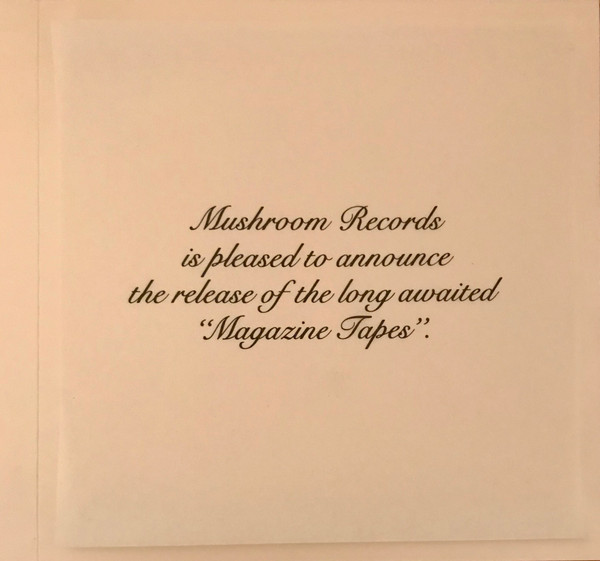 Mushroom Records
is pleased to announce
the release of the long awaited
“Magazine Tapes”.